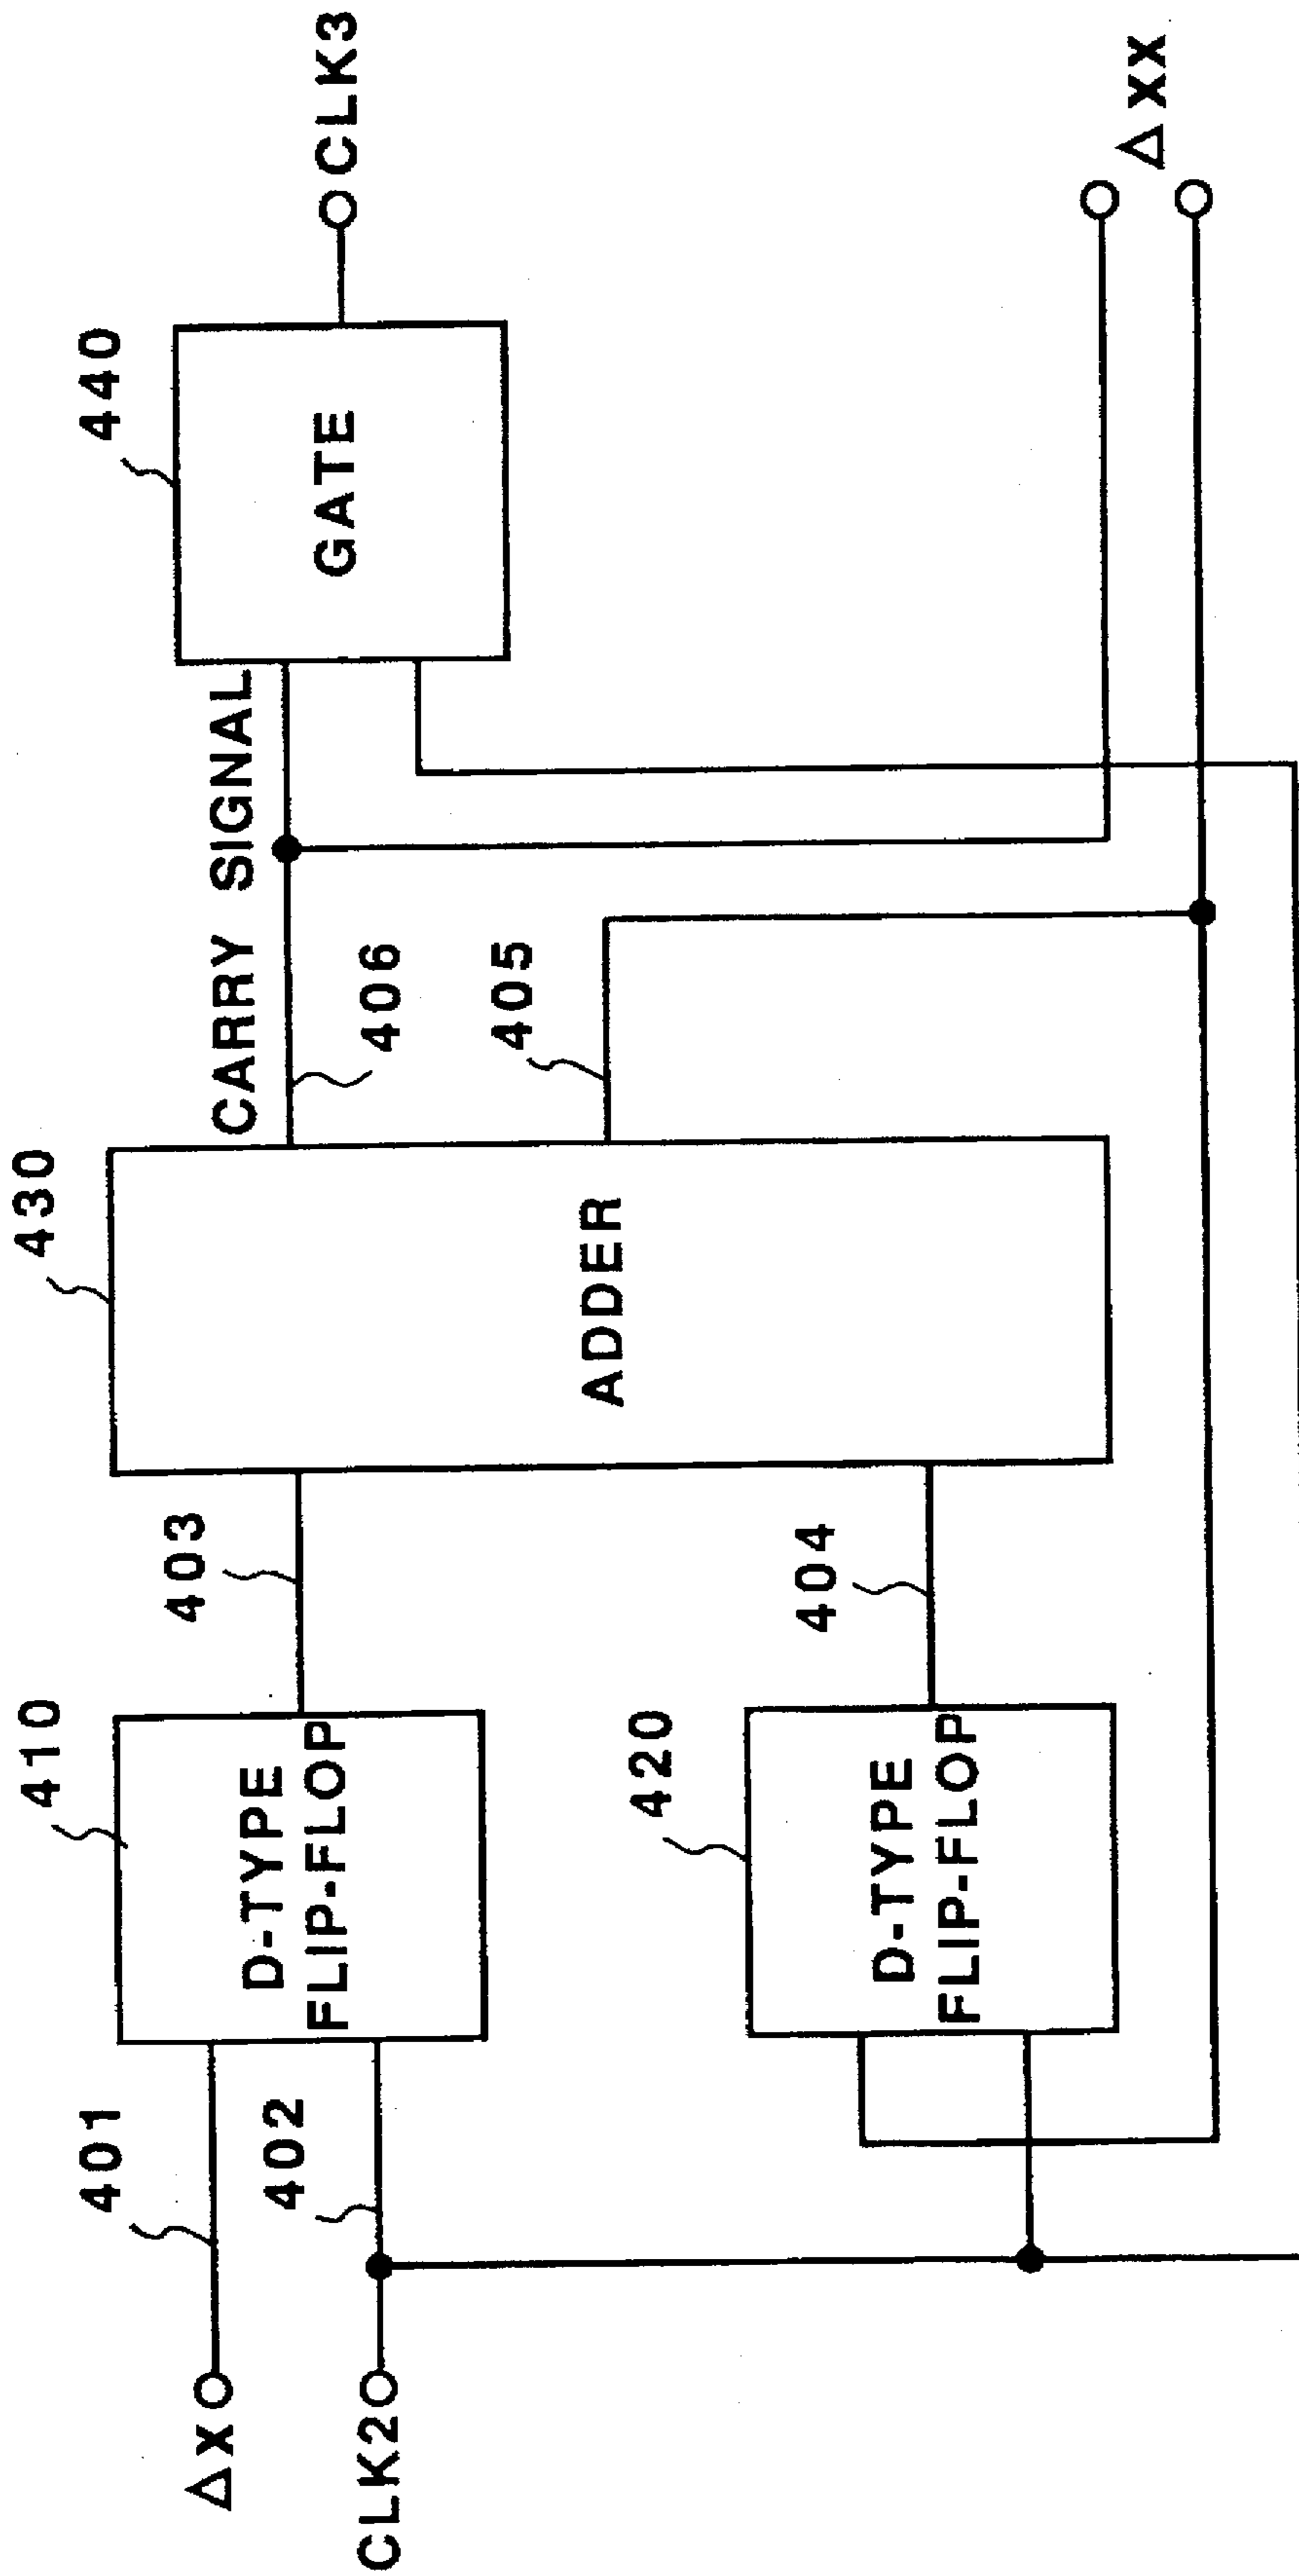 ΔX
CLK2
401
402
410
D-TYPE
FLIP-FLOP
420
D-TYPE
FLIP-FLOP
403
404
430
ADDER
CARRY SIGNAL
406
405
440
GATE
CLK3
ΔXX